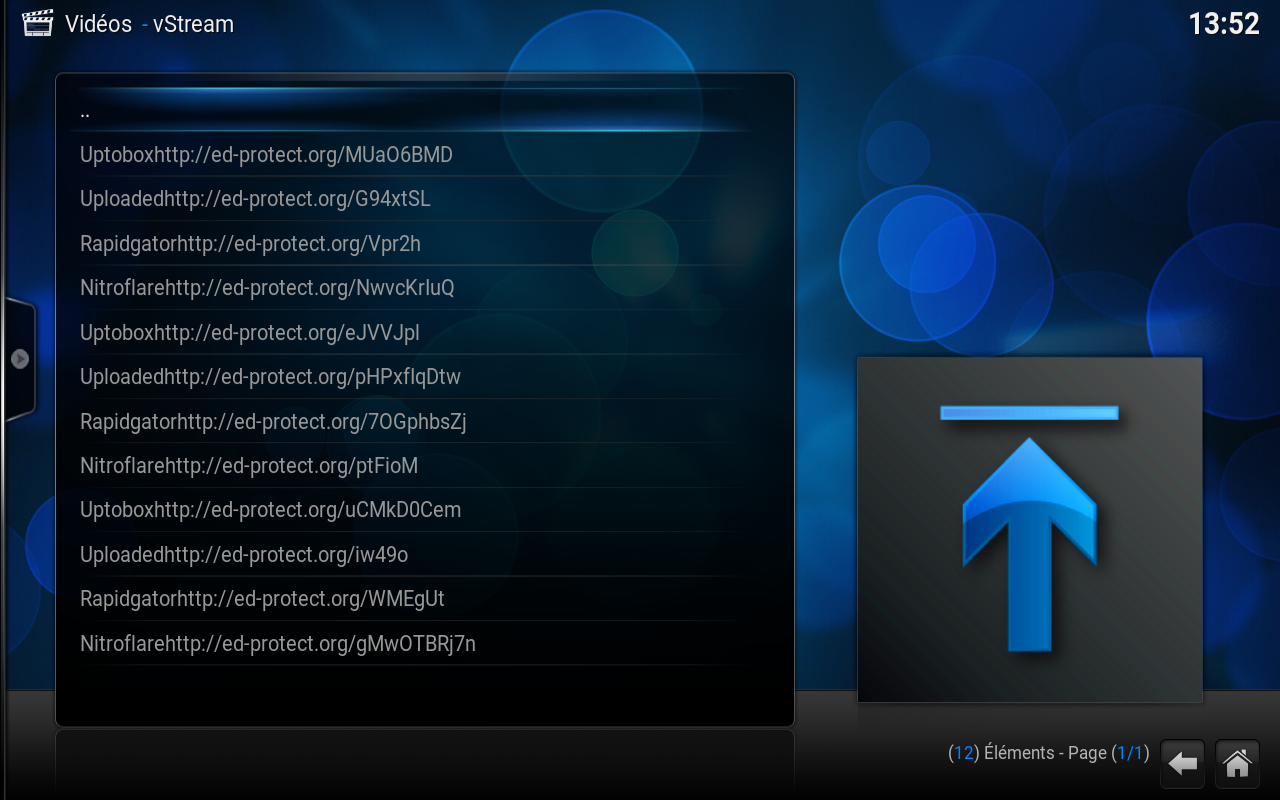 Vidéos - vStream
13:52
..
Uptoboxhttp://ed-protect.org/MUaO6BMD
Uploadedhttp://ed-protect.org/G94xtSL
Rapidgatorhttp://ed-protect.org/Vpr2h
Nitroflarehttp://ed-protect.org/NwvcKrIuQ
Uptoboxhttp://ed-protect.org/eJVVJpI
Uploadedhttp://ed-protect.org/pHPxfIqDtw
Rapidgatorhttp://ed-protect.org/7OGphbsZj
Nitroflarehttp://ed-protect.org/ptFioM
Uptoboxhttp://ed-protect.org/uCMkD0Cem
Uploadedhttp://ed-protect.org/iw49o
Rapidgatorhttp://ed-protect.org/WMEgUt
Nitroflarehttp://ed-protect.org/gMwOTBRj7n
(12) Éléments - Page (1/1)